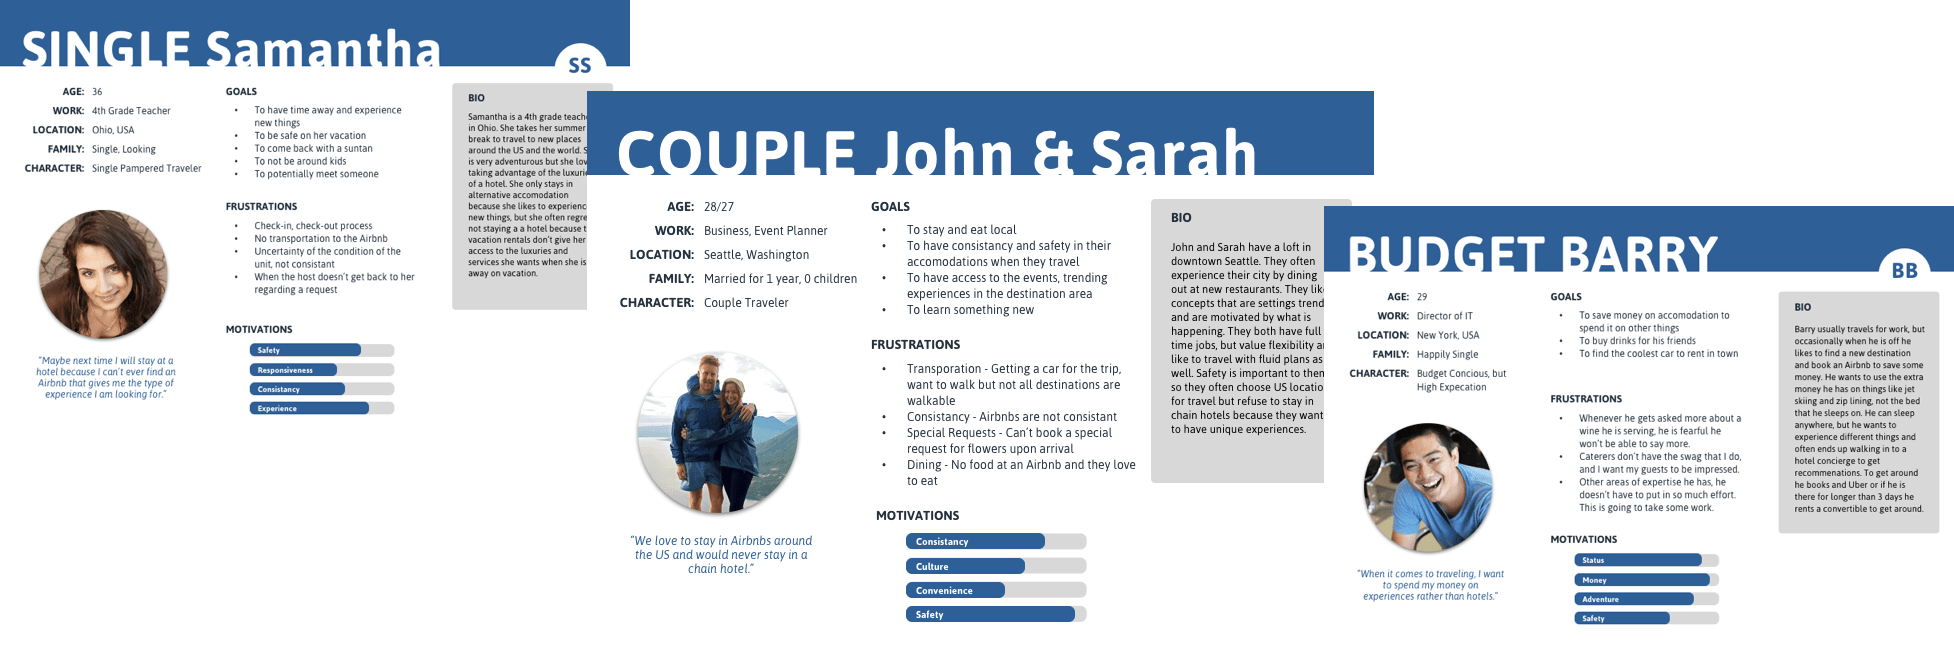 SINGLE Samantha
SS
AGE: 36
WORK: 4th Grade Teacher
LOCATION: Ohio, USA
FAMILY: Single, Looking
CHARACTER: Single Pampered Traveler
"Maybe next time I will stay at a
hotel because I can't ever find an
Airbnb that gives me the type of
experience I am looking for."
GOALS
• To have time away and experience
new things
• To be safe on her vacation
• To come back with a suntan
• To not be around kids
• To potentially meet someone
FRUSTRATIONS
• Check-in, check-out process
• No transportation to the Airbnb
• Uncertainty of the condition of the
unit, not consistant
• When the host doesn't get back to her
regarding a request
MOTIVATIONS
Safety
Responsiveness
Consistancy
Experience
BIO
Samantha is a 4th grade
in Ohio. She takes her summer
break to travel to new places
around the US and the world.
is very adventurous but she
taking advantage of the
of a hotel. She only stays in
alternative accomodation
because she likes to
new things, but she often
not staying a a hotel because
vacation rentals don't give her
access to the luxuries and
services she wants when she is
away on vacation.
COUPLE John & Sarah
AGE: 28/27
WORK: Business, Event Planner
LOCATION: Seattle, Washington
FAMILY: Married for 1 year, 0 children
CHARACTER: Couple Traveler
"We love to stay in Airbnbs around
the US and would never stay in a
chain hotel."
GOALS
• To stay and eat local
• To have consistancy and safety in their
accomodations when they travel
• To have access to the events, trending
experiences in the destination area
• To learn something new
FRUSTRATIONS
• Transporation - Getting a car for the trip,
want to walk but not all destinations are
walkable
• Consistancy - Airbnbs are not consistant
• Special Requests - Can't book a special
request for flowers upon arrival
• Dining - No food at an Airbnb and they love
to eat
MOTIVATIONS
Consistancy
Culture
Convenience
Safety
BIO
John and Sarah have a loft in
downtown Seattle. They often
experience their city by dining
out at new restaurants. They
concepts that are settings
and are motivated by what is
happening. They both have full
time jobs, but value flexibility
like to travel with fluid plans as
well. Safety is important to
so they often choose US
for travel but refuse to stay in
chain hotels because they want
to have unique experiences.
BUDGET BARRY
BB
AGE: 29
WORK: Director of IT
LOCATION: New York, USA
FAMILY: Happily Single
CHARACTER: Budget Concious, but
High Expecation
"When it comes to traveling, I want
to spend my money on
experiences rather than hotels."
GOALS
• To save money on accomodation to
spend it on other things
• To buy drinks for his friends
• To find the coolest car to rent in town
FRUSTRATIONS
• Whenever he gets asked more about a
wine he is serving, he is fearful he
won't be able to say more.
• Caterers don't have the swag that I do,
and I want my guests to be impressed.
• Other areas of expertise he has, he
doesn't have to put in so much effort.
This is going to take some work.
MOTIVATIONS
Status
Money
Adventure
Safety
BIO
Barry usually travels for work, but
occasionally when he is off he
likes to find a new destination
and book an Airbnb to save some
money. He wants to use the extra
money he has on things like jet
skiing and zip lining, not the bed
that he sleeps on. He can sleep
anywhere, but he wants to
experience different things and
often ends up walking in to a
hotel concierge to get
recommenations. To get around
he books and Uber or if he is
there for longer than 3 days he
rents a convertible to get around.